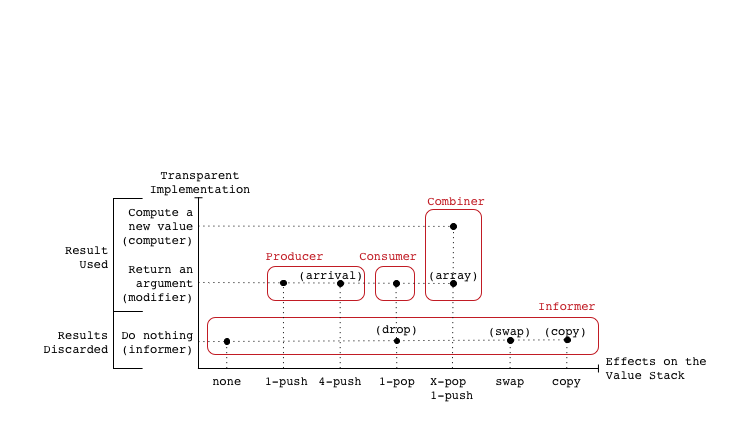 Transparent
Implementation
Combiner
Compute a
new value
(computer)
Result
Used
Producer
Consumer
Return an
argument
(modifier)
(arrival)
(array)
Informer
Results
Discarded
Do nothing
(informer)
(drop)
(swap)
(copy)
Effects on the
Value Stack
none
1-push
4-push
1-pop
X-pop
1-push
swap
copy